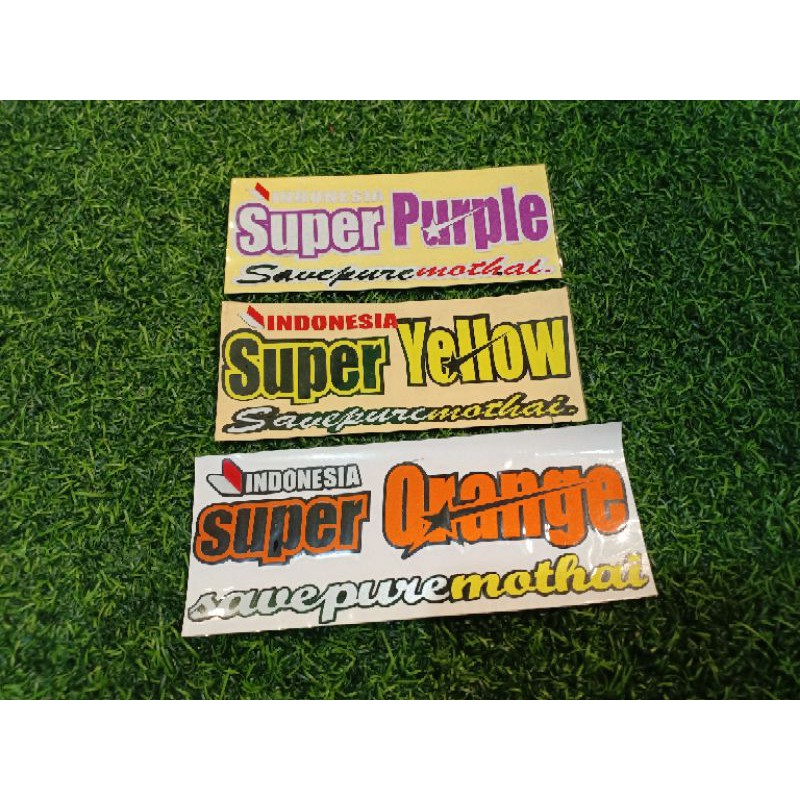 INDONESIA
Super Purple
Savepuremothai.
INDONESIA
Super Yellow
Savepuremothai.
INDONESIA
super Orange
savepuremothai